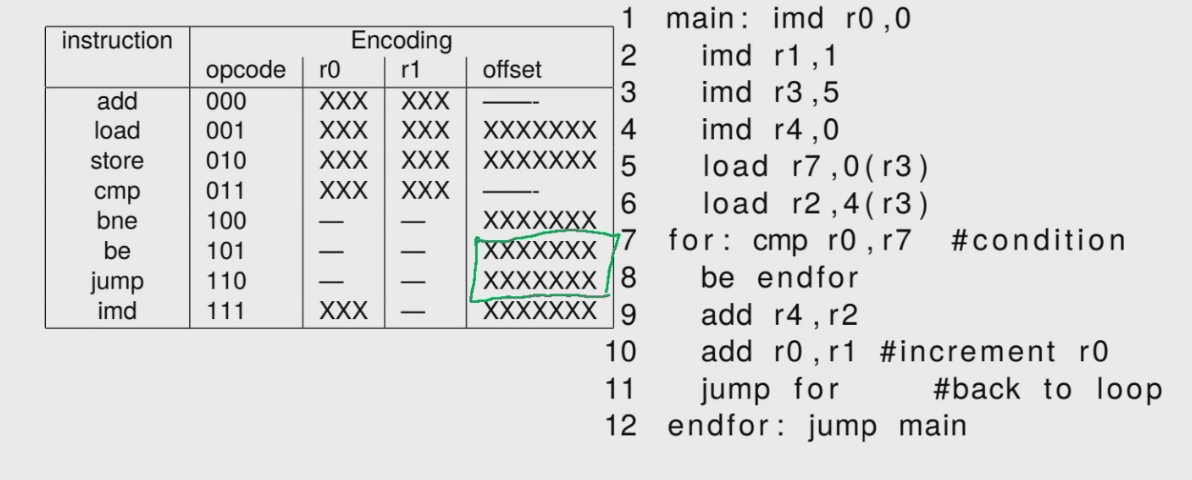 instruction Encoding
opcode r0 r1 offset
add 000 XXX XXX ——-
load 001 XXX XXX XXXXXXX
store 010 XXX XXX XXXXXXX
cmp 011 XXX XXX ——-
bne 100 — — XXXXXXX
be 101 — — XXXXXXX
jump 110 — — XXXXXXX
imd 111 XXX — XXXXXXX
1 main: imd r0,0
2 imd r1,1
3 imd r3,5
4 imd r4,0
5 load r7,0(r3)
6 load r2,4(r3)
7 for: cmp r0,r7 #condition
8 be endfor
9 add r4,r2
10 add r0,r1 #increment r0
11 jump for #back to loop
12 endfor: jump main